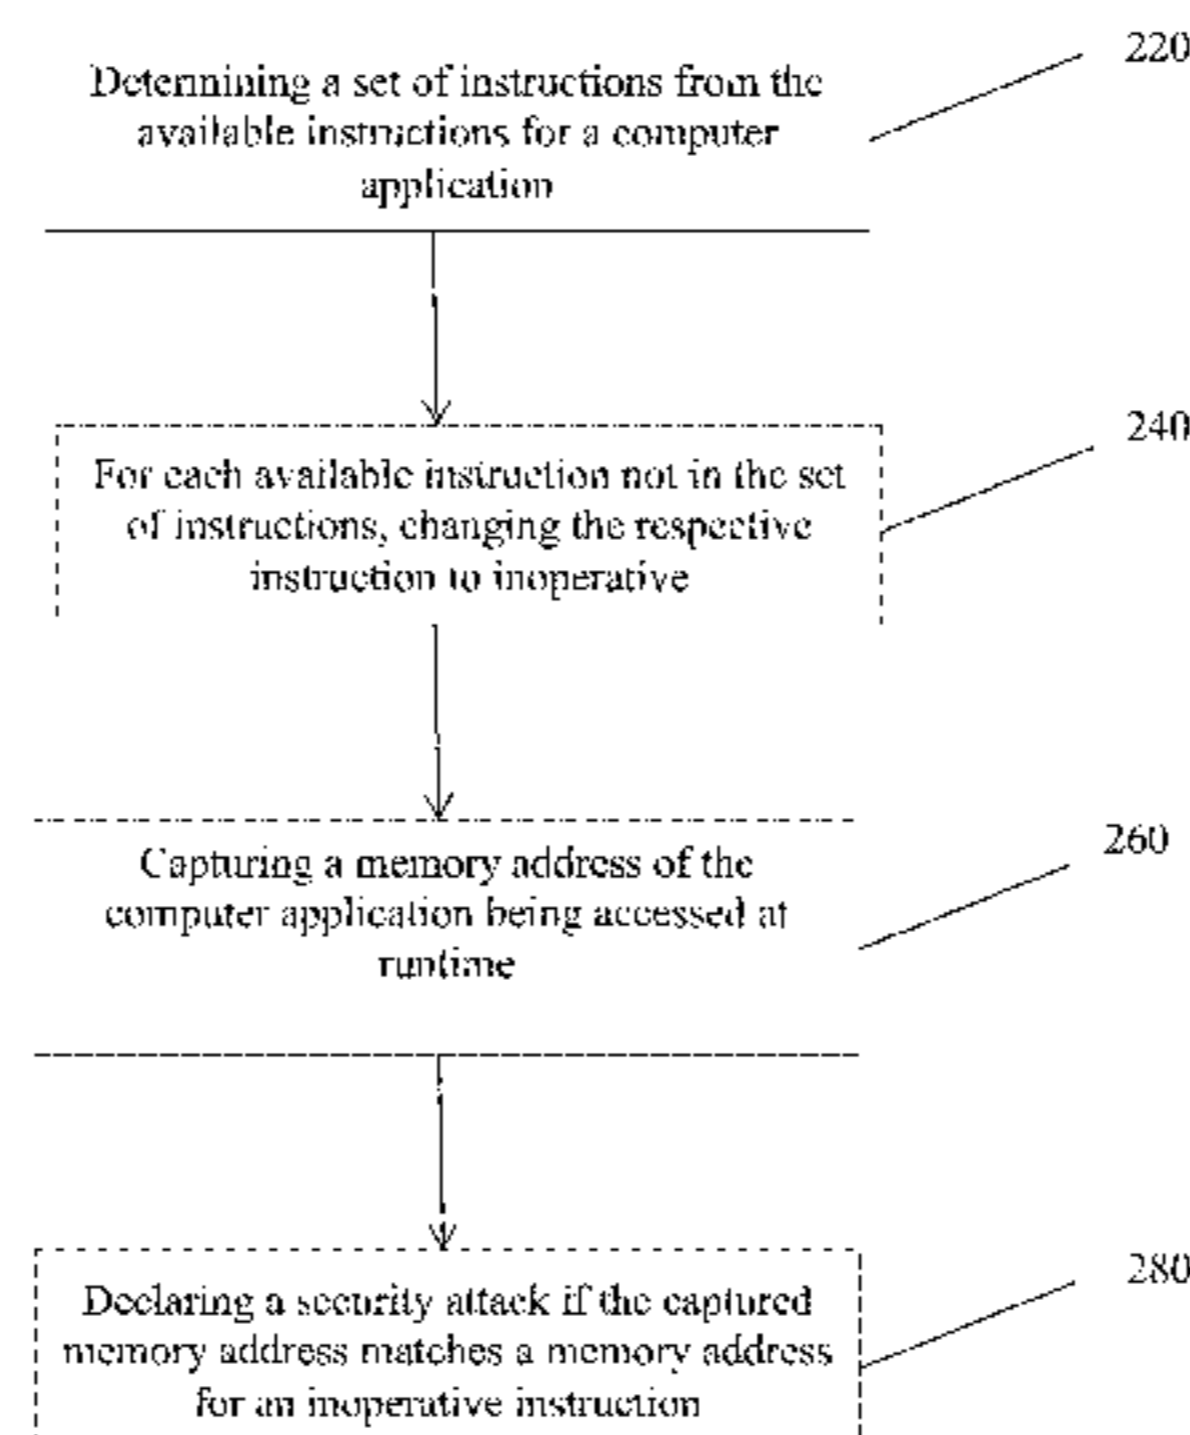 220
Determining a set of instructions from the
available instructions for a computer
application
240
For each available instruction not in the set
of instructions, changing the respective
instruction to inoperative
260
Capturing a memory address of the
computer application being accessed at
runtime
280
Declaring a security attack if the captured
memory address matches a memory address
for an inoperative instruction